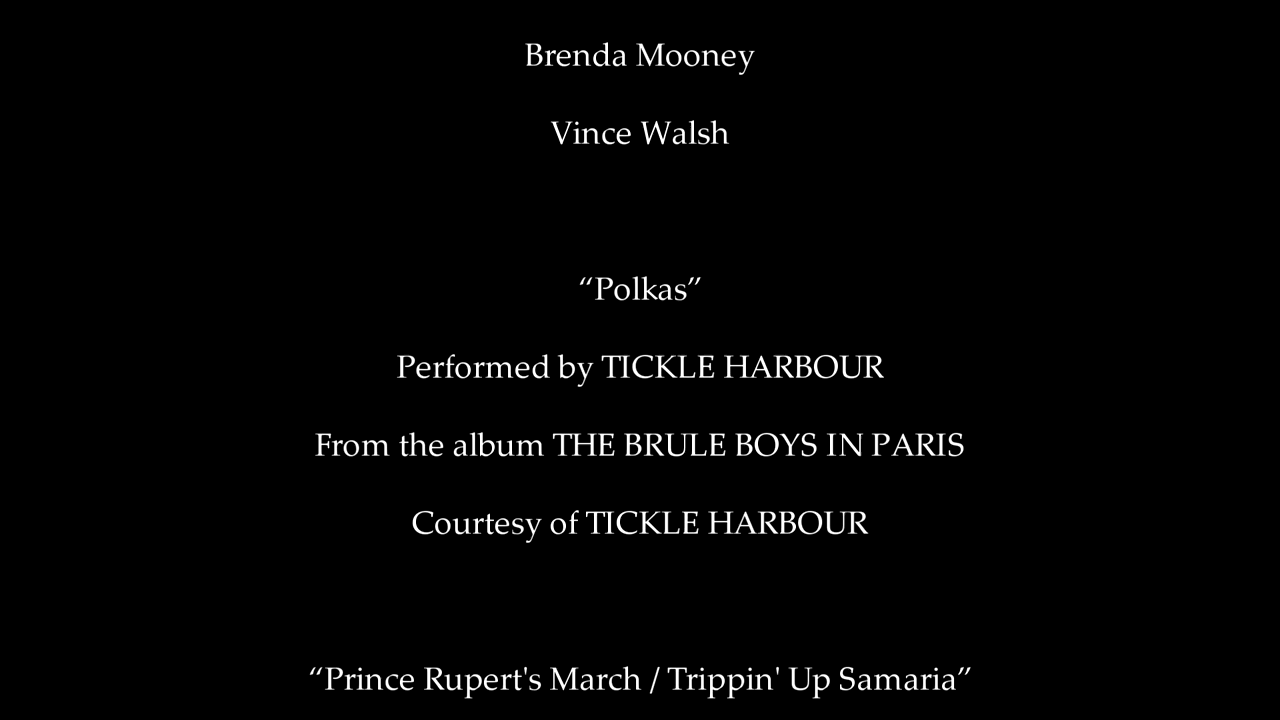 Brenda Mooney
Vince Walsh
“Polkas”
Performed by TICKLE HARBOUR
From the album THE BRULE BOYS IN PARIS
Courtesy of TICKLE HARBOUR
“Prince Rupert's March / Trippin' Up Samaria”